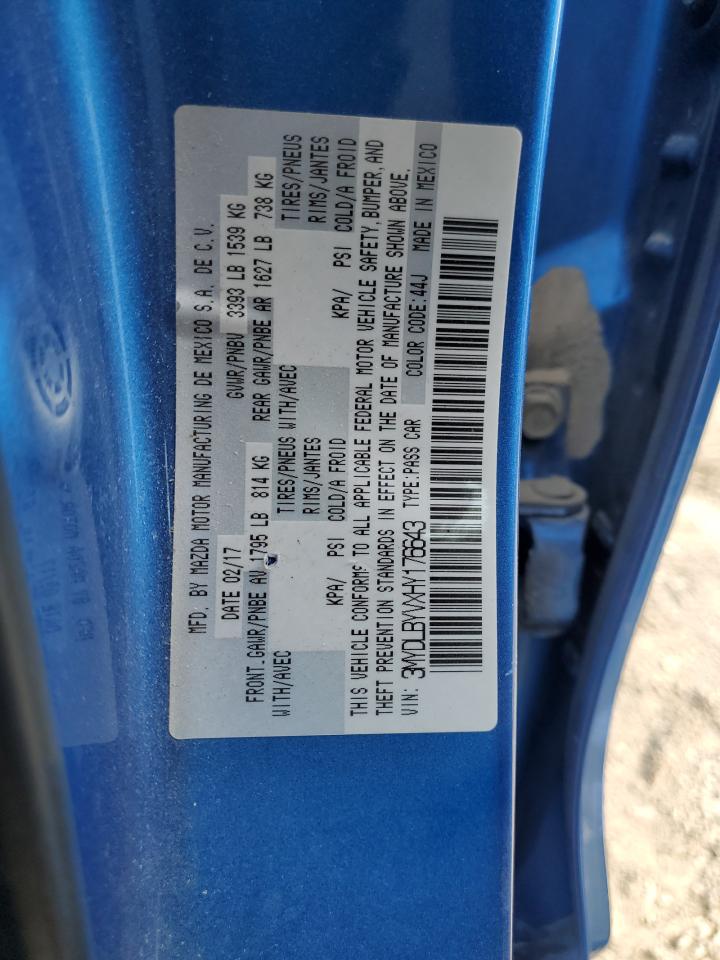 MFD. BY MAZDA MOTOR MANUFACTURING DE MEXICO S.A. DE C.V.
DATE 02/17 GVWR/PNBV 3393 LB 1539 KG
FRONT.GAWR/PNBE AV 1795 LB 814 KG REAR GAWR/PNBE AR 1627 LB 738 KG
WITH/AVEC TIRES/PNEUS WITH/AVEC TIRES/PNEUS
RIMS/JANTES RIMS/JANTES
KPA/ PSI COLD/A FROID KPA/ PSI COLD/A FROID
THIS VEHICLE CONFORMS TO ALL APPLICABLE FEDERAL MOTOR VEHICLE SAFETY,BUMPER,AND
THEFT PREVENTION STANDARDS IN EFFECT ON THE DATE OF MANUFACTURE SHOWN ABOVE.
VIN: 3MYDLBYVXHY176643 TYPE:PASS CAR COLOR CODE:44J MADE IN MEXICO